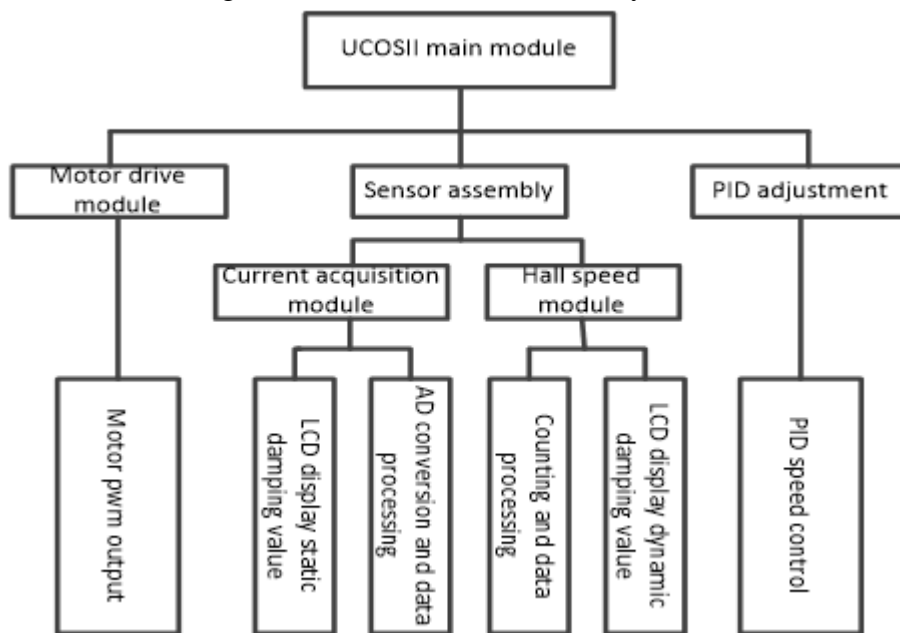 UCOSII main module
Motor drive
module
Sensor assembly
PID adjustment
Current acquisition
module
Hall speed
module
Motor pwm output
LCD display static
damping value
AD conversion and data
processing
Counting and data
processing
LCD display dynamic
damping value
PID speed control